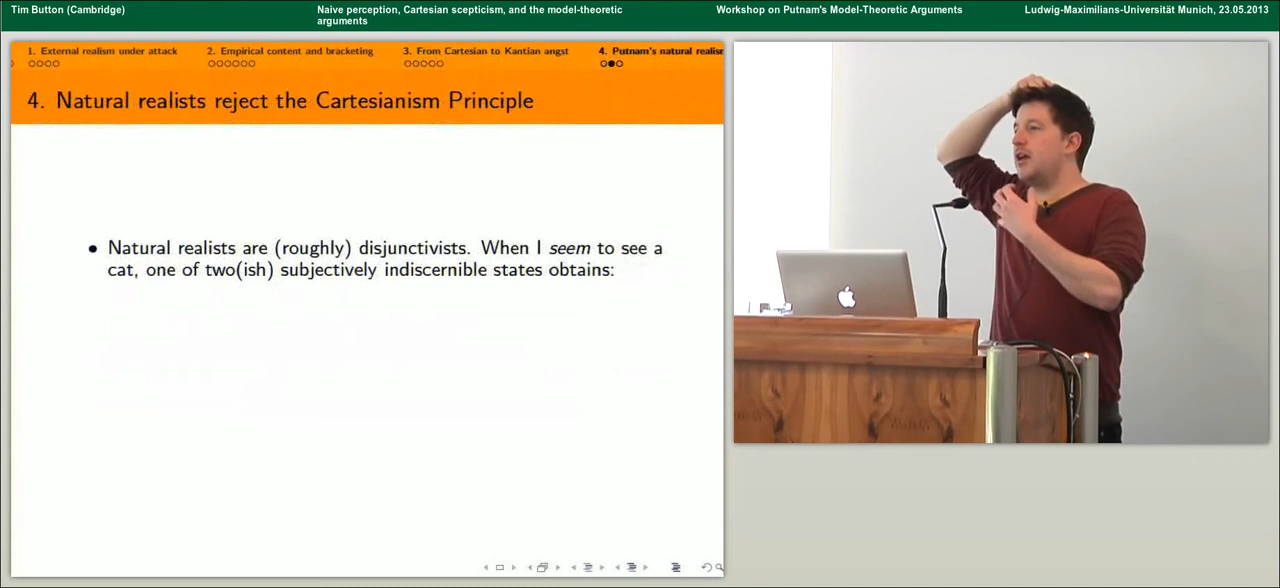 Tim Button (Cambridge)
Naive perception, Cartesian scepticism, and the model-theoretic
arguments
Workshop on Putnam's Model-Theoretic Arguments
Ludwig-Maximilians-Universität Munich, 23.05.2013
1. External realism under attack
2. Empirical content and bracketing
3. From Cartesian to Kantian angst
4. Putnam's natural realism
4. Natural realists reject the Cartesianism Principle
• Natural realists are (roughly) disjunctivists. When I seem to see a
cat, one of two(ish) subjectively indiscernible states obtains: